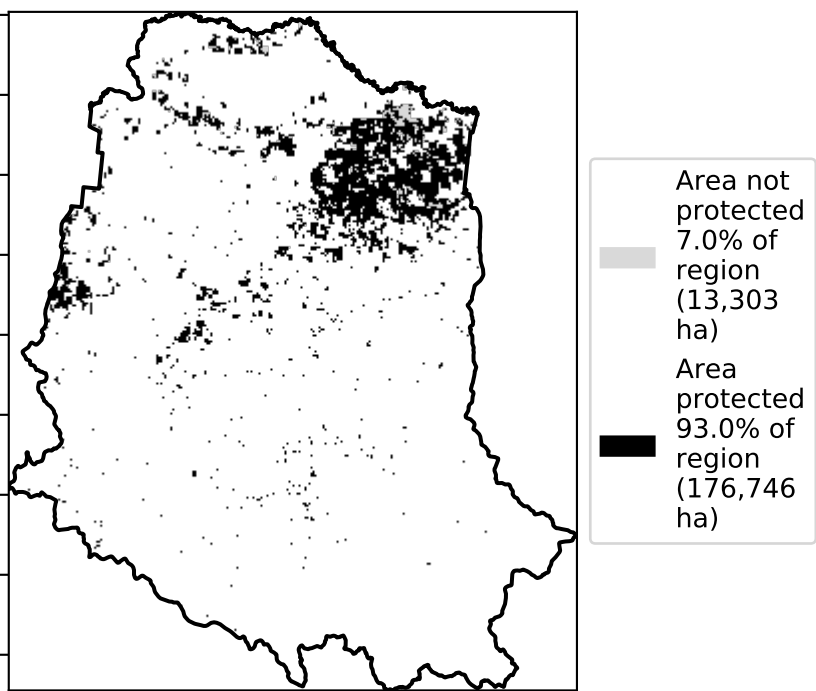 Area not
protected
7.0% of
region
(13,303
ha)
Area
protected
93.0% of
region
(176,746
ha)